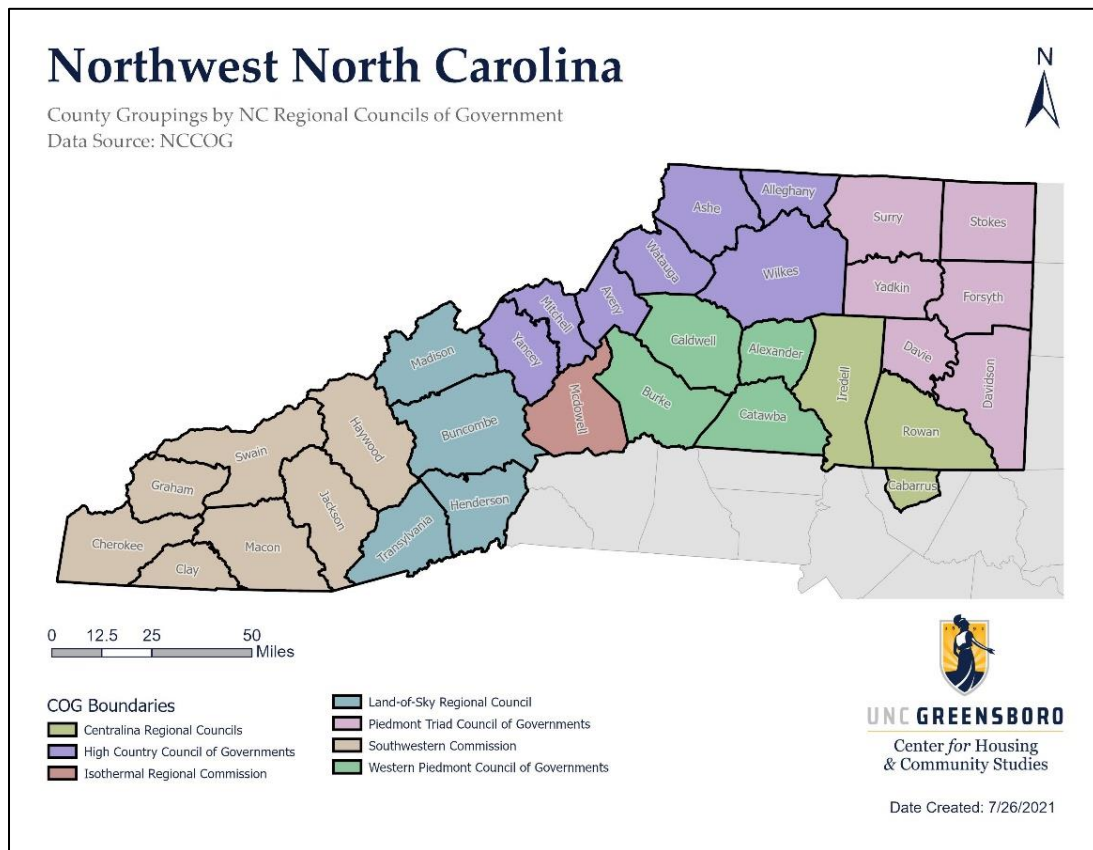 Northwest North Carolina
County Groupings by NC Regional Councils of Government
Data Source: NCCOG
N
Alleghany
Ashe
Surry
Stokes
Watauga
Wilkes
Yadkin
Forsyth
Mitchell
Avery
Yancey
Madison
Caldwell
Alexander
Iredell
Davie
Davidson
Mcdowell
Burke
Catawba
Rowan
Haywood
Buncombe
Swain
Cabarrus
Graham
Jackson
Henderson
Transylvania
Cherokee
Macon
Clay
0 12.5 25 50
Miles
COG Boundaries
Centralina Regional Councils
High Country Council of Governments
Isothermal Regional Commission
Land-of-Sky Regional Council
Piedmont Triad Council of Governments
Southwestern Commission
Western Piedmont Council of Governments
UNC GREENSBORO
Center for Housing
& Community Studies
Date Created: 7/26/2021